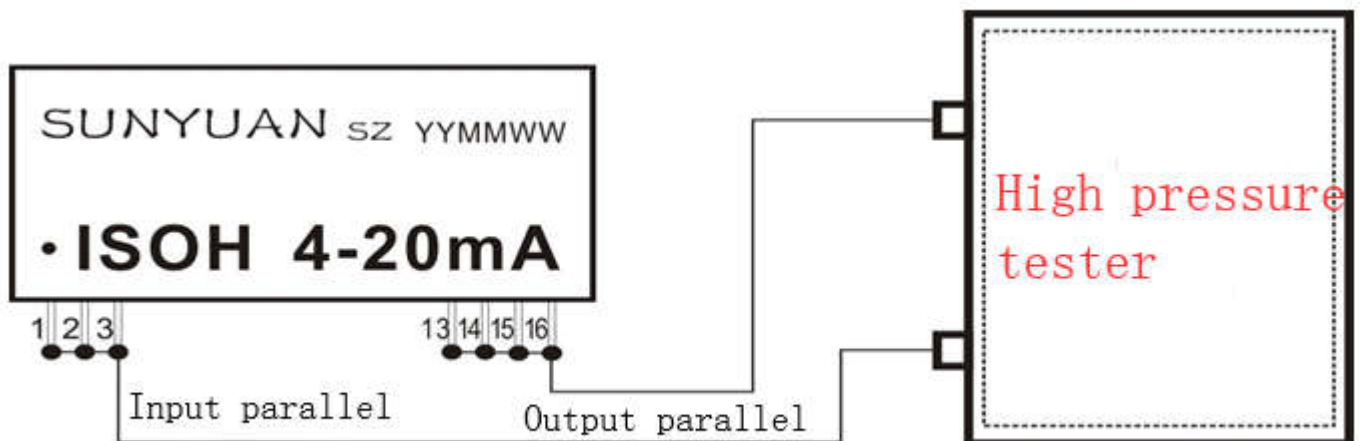 SUNYUAN SZ YYMMWW
· ISOH 4-20mA
1 2 3 13 14 15 16
Input parallel
Output parallel
High pressure
tester